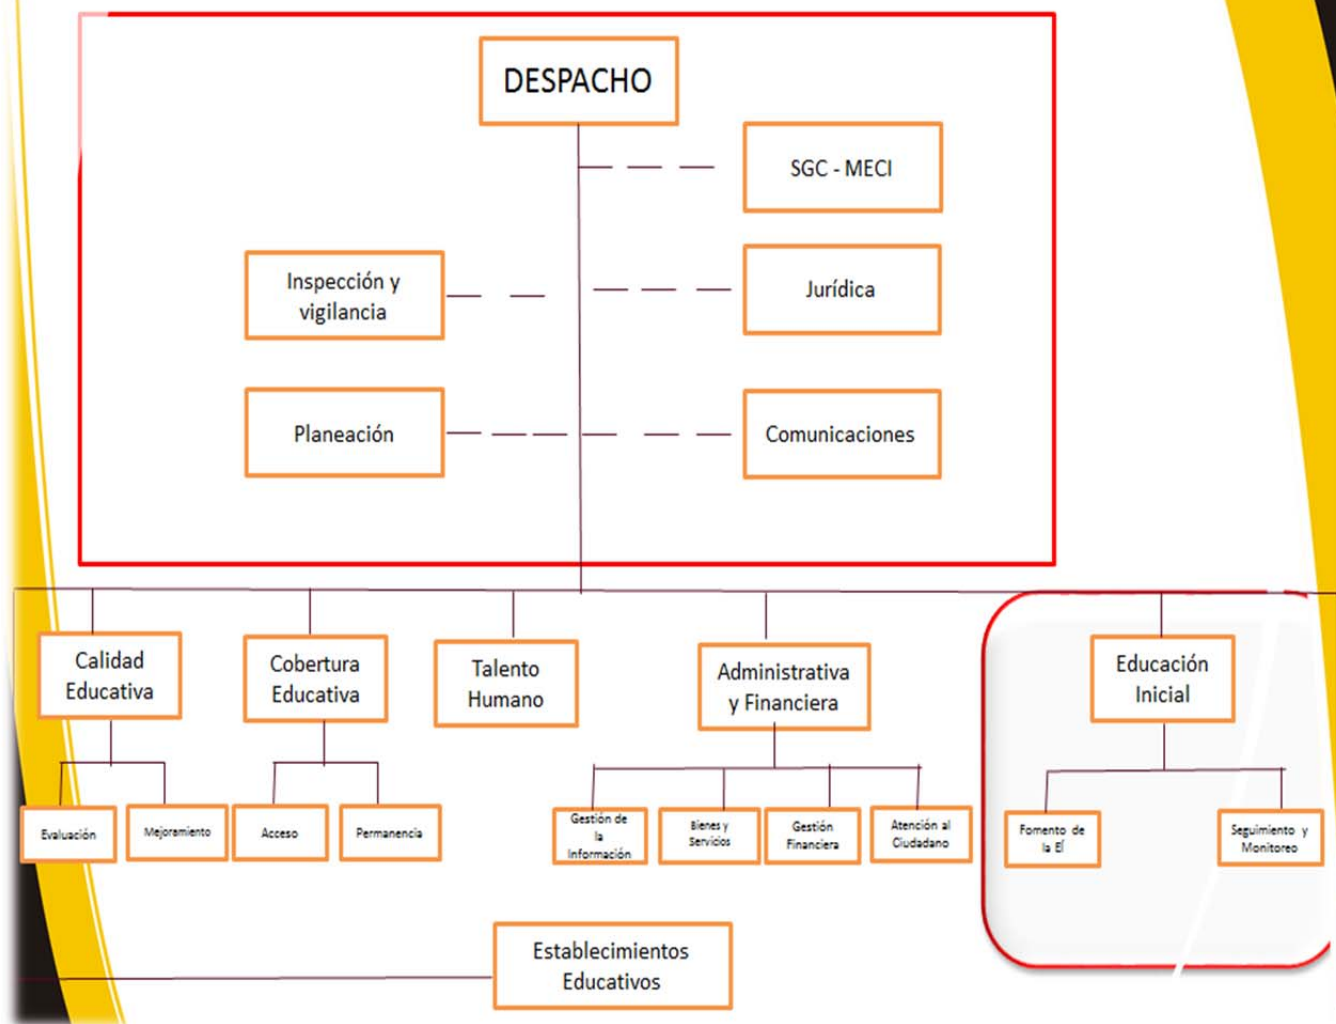 DESPACHO
SGC - MECI
Inspección y
vigilancia
Jurídica
Planeación
Comunicaciones
Calidad
Educativa
Cobertura
Educativa
Talento
Humano
Administrativa
y Financiera
Educación
Inicial
Evaluación
Mejoramiento
Acceso
Permanencia
Gestión de
la
Información
Bienes y
Servicios
Gestión
Financiera
Atención al
Ciudadano
Fomento de
la EÍ
Seguimiento y
Monitoreo
Establecimientos
Educativos